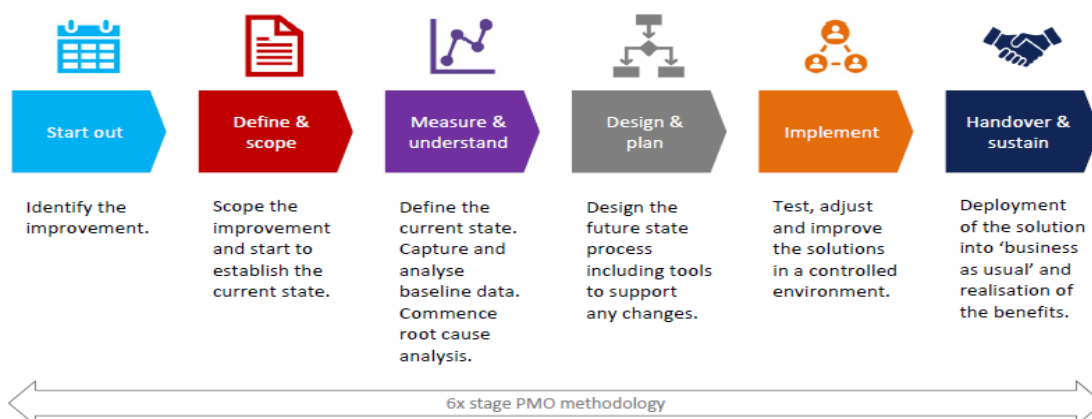 Start out
Define &
scope
Measure &
understand
Design &
plan
Implement
Handover &
sustain
Identify the
improvement.
Scope the
improvement
and start to
establish the
current state.
Define the
current state.
Capture and
analyse
baseline data.
Commence
root cause
analysis.
Design the
future state
process
including tools
to support
any changes.
Test, adjust
and improve
the solutions
in a controlled
environment.
Deployment
of the solution
into ‘business
as usual’ and
realisation of
the benefits.
6x stage PMO methodology